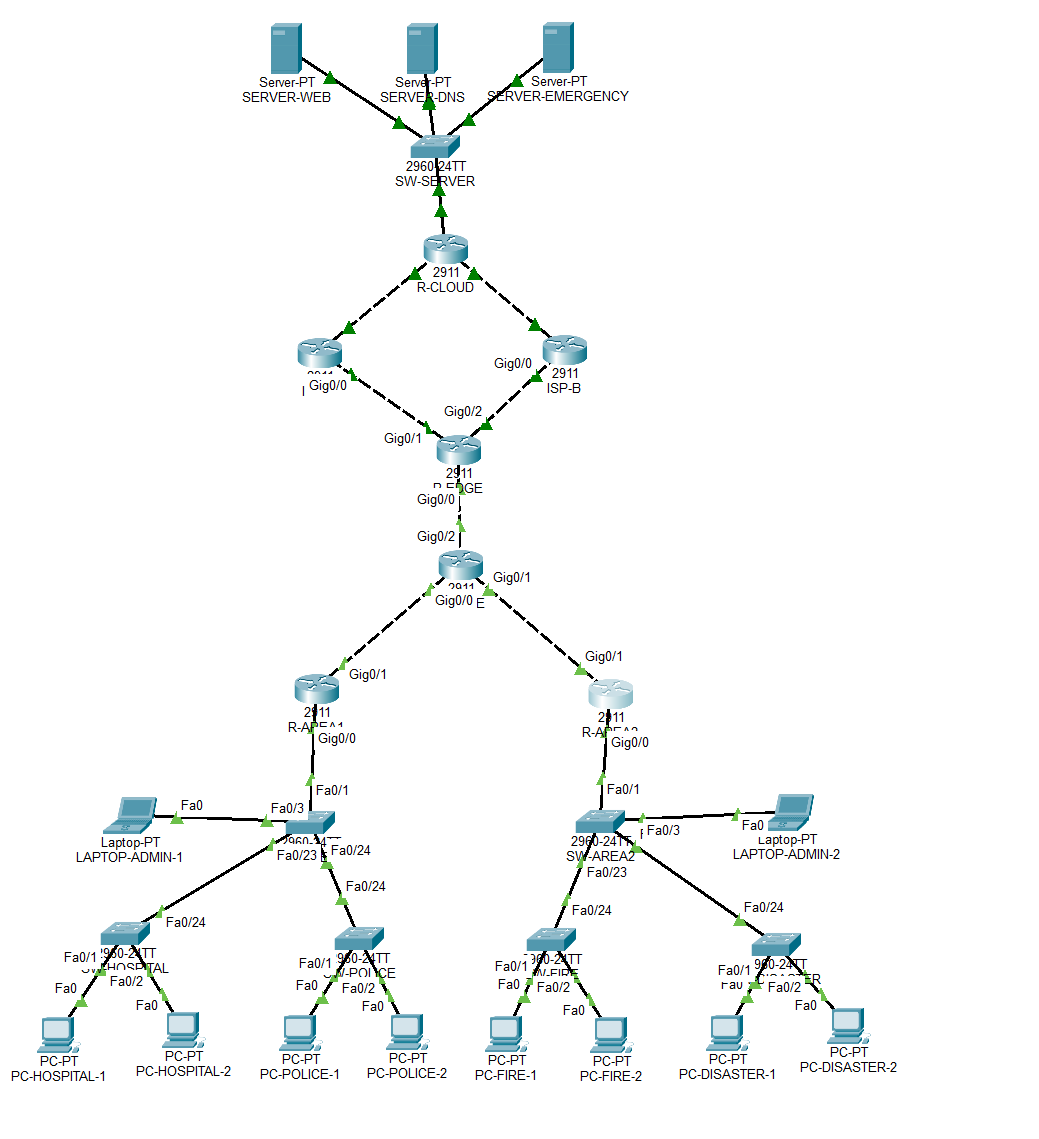 Server-PT
SERVER-WEB
Server-PT
SERVER-DNS
Server-PT
SERVER-EMERGENCY
2960-24TT
SW-SERVER
2911
R-CLOUD
Gig0/0
Gig0/0
2911
ISP-B
Gig0/2
Gig0/1
2911
Gig0/0
Gig0/2
Gig0/1
Gig0/0
E
Gig0/1
Gig0/1
2911
R-AREA1
Gig0/0
2911
Gig0/0
Fa0/1
Fa0/1
Fa0
Fa0/3
Laptop-PT
LAPTOP-ADMIN-1
Fa0/23
Fa0/24
Fa0/3
Fa0
2960-24TT
SW-AREA2
Laptop-PT
LAPTOP-ADMIN-2
Fa0/23
Fa0/24
Fa0/24
Fa0/24
Fa0/24
Fa0/1
Fa0/2
Fa0
Fa0
Fa0/1
Fa0/2
Fa0
Fa0
Fa0/1
Fa0/2
Fa0
Fa0
Fa0/1
Fa0/2
Fa0
Fa0
PC-PT
PC-HOSPITAL-1
PC-PT
PC-HOSPITAL-2
PC-PT
PC-POLICE-1
PC-PT
PC-POLICE-2
PC-PT
PC-FIRE-1
PC-PT
PC-FIRE-2
PC-PT
PC-DISASTER-1
PC-PT
PC-DISASTER-2